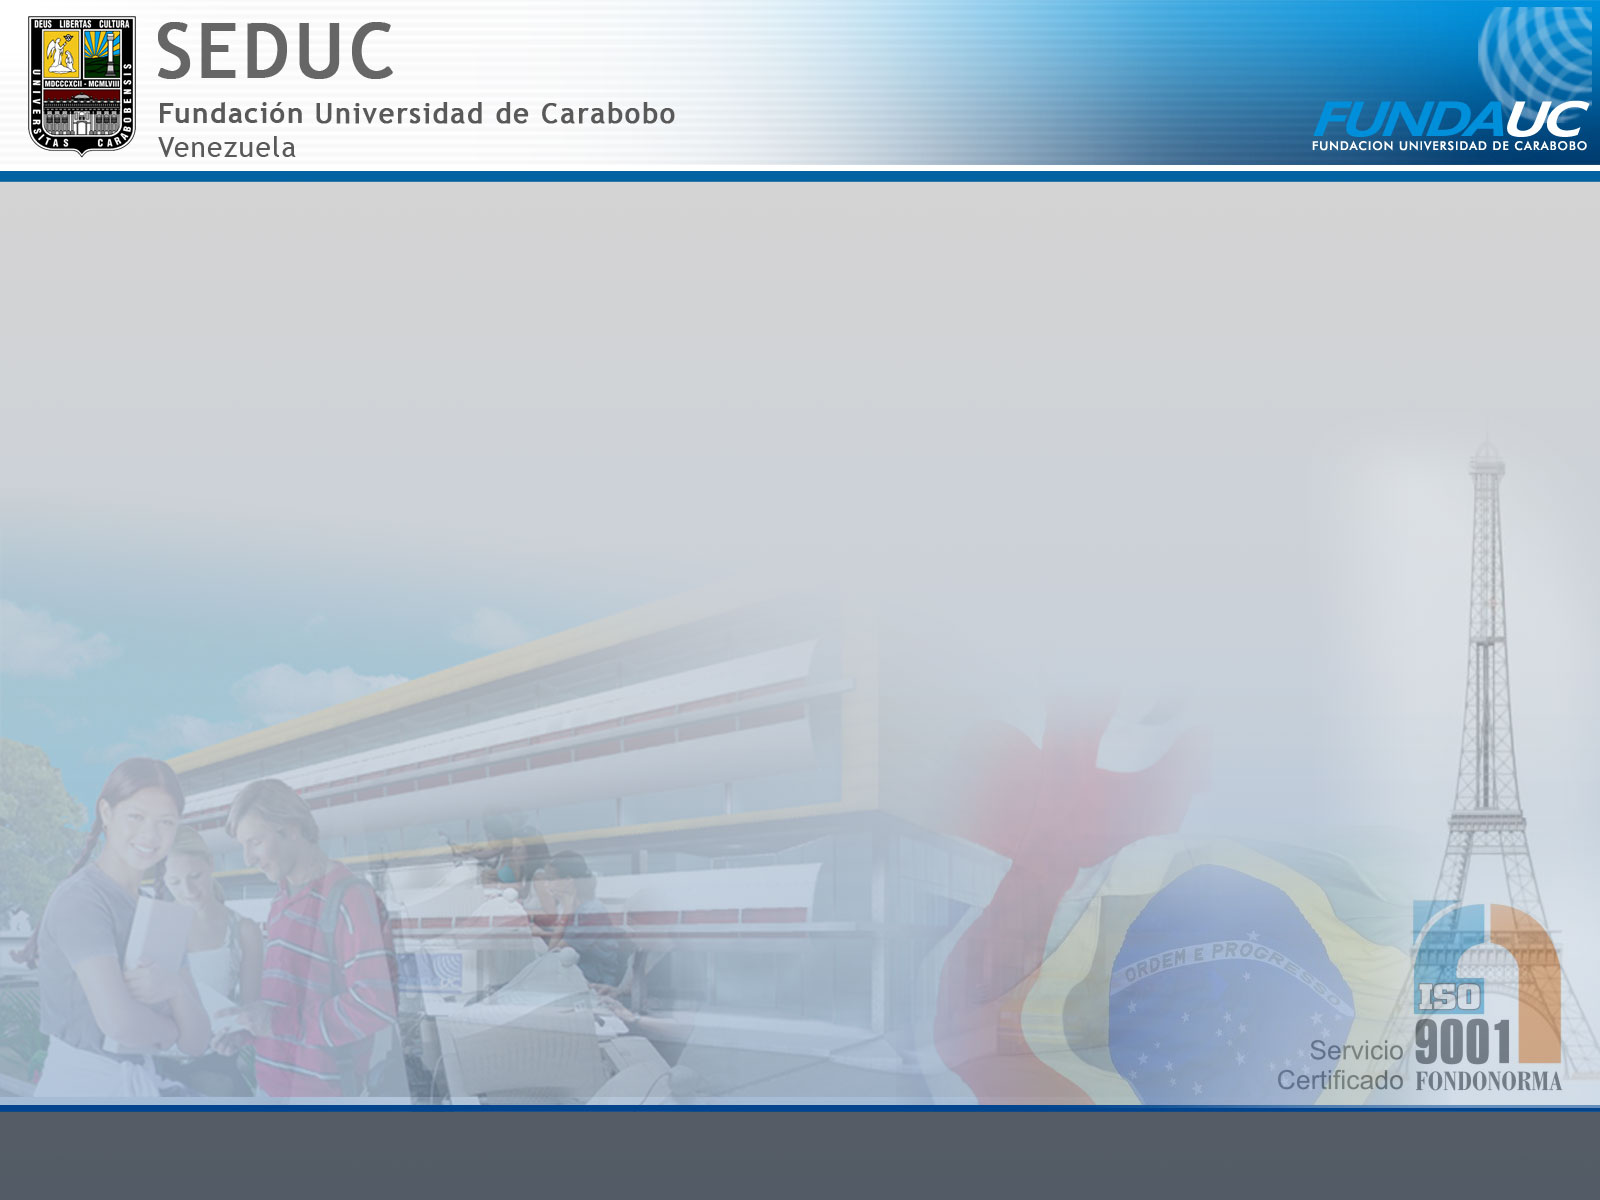 DEUS LIBERTAS CULTURA
MDCCCXCII - MCMLVIII
UNIVERSITAS CARABOBENSIS
SEDUC
Fundación Universidad de Carabobo
Venezuela
FUNDAUC
FUNDACION UNIVERSIDAD DE CARABOBO
ORDEM E PROGRESSO
ISO
9001
Servicio
Certificado
FONDONORMA